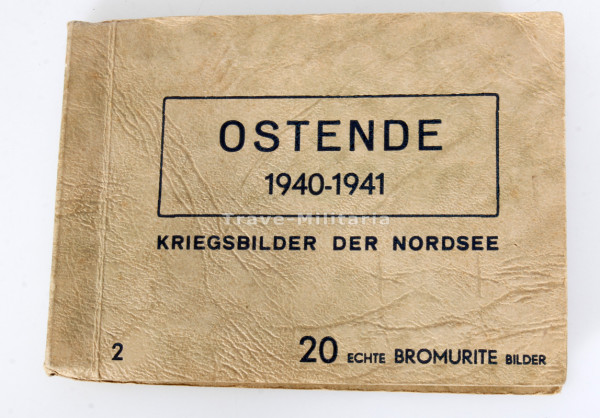 OSTENDE
1940-1941
Trave-Militaria
KRIEGSBILDER DER NORDSEE
2
20 ECHTE BROMURITE BILDER